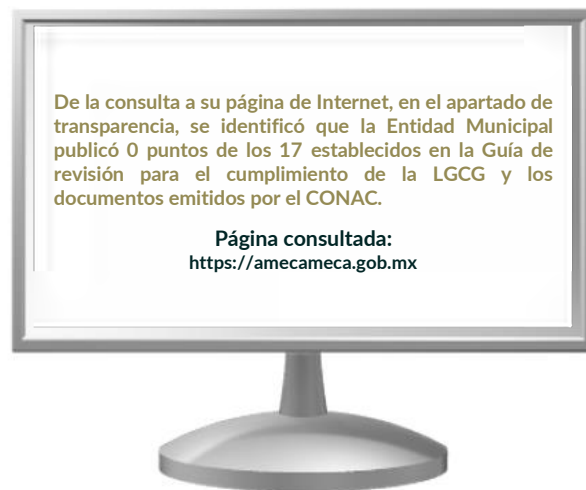 De la consulta a su página de Internet, en el apartado de
transparencia, se identificó que la Entidad Municipal
publicó 0 puntos de los 17 establecidos en la Guía de
revisión para el cumplimiento de la LGCG y los
documentos emitidos por el CONAC.
Página consultada:
https://amecameca.gob.mx